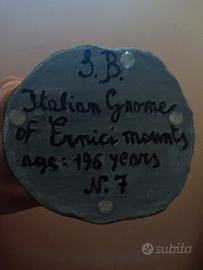 S.B.
Italian Gnome
of Ernici mounts
age: 196 years
N. 7
subito